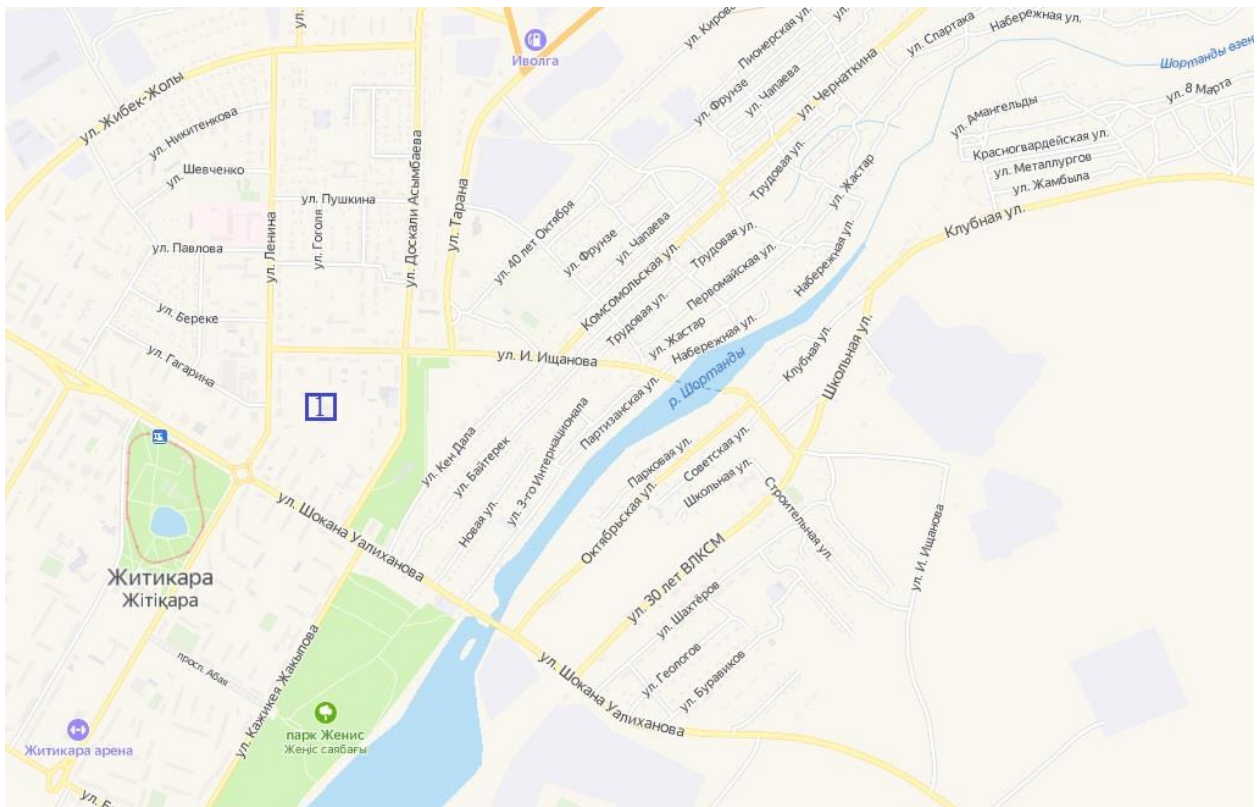 ул.
Иволга
ул. Киров
Пионерская ул.
ул.
ул. Спартака
Набережная ул.
Шортанды өзен
ул. Жибек-Жолы
ул. Никитенкова
ул. Фрунзе
ул. Чапаева
ул. Чернаткина
ул. 8 Марта
ул. Амангельды
Красногвардейская ул.
ул. Металлургов
ул. Жамбыла
Шевченко
ул. Доскали Асымбаева
ул. Пушкина
ул. Тарана
Трудовая ул.
ул. Жастар
Клубная ул.
ул. Павлова
ул. Ленина
ул. Гоголя
ул. 40 лет Октября
ул. Фрунзе
ул. Чапаева
Трудовая ул.
Первомайская ул.
Набережная ул.
ул. Береке
Комсомольская ул.
Трудовая ул.
ул. Жастар
Набережная ул.
ул. Гагарина
ул. И. Ищанова
р. Шортанды
Клубная ул.
Школьная ул.
1
Партизанская ул.
ул. 3-го Интернационала
ул. Кен Дала
ул. Байтерек
Новая ул.
Парковая ул.
Советская ул.
Школьная ул.
Октябрьская ул.
Строительная ул.
ул. Шокана Уалиханова
ул. И. Ищанова
Житикара
Жітіқара
ул. 30 лет ВЛКСМ
ул. Шахтёров
ул. Геологов
ул. Буравиков
просп. Абая
ул. Кажикея Жакыпова
ул. Шокана Уалиханова
парк Женис
Жеңіс саябағы
Житикара арена
ул. Б